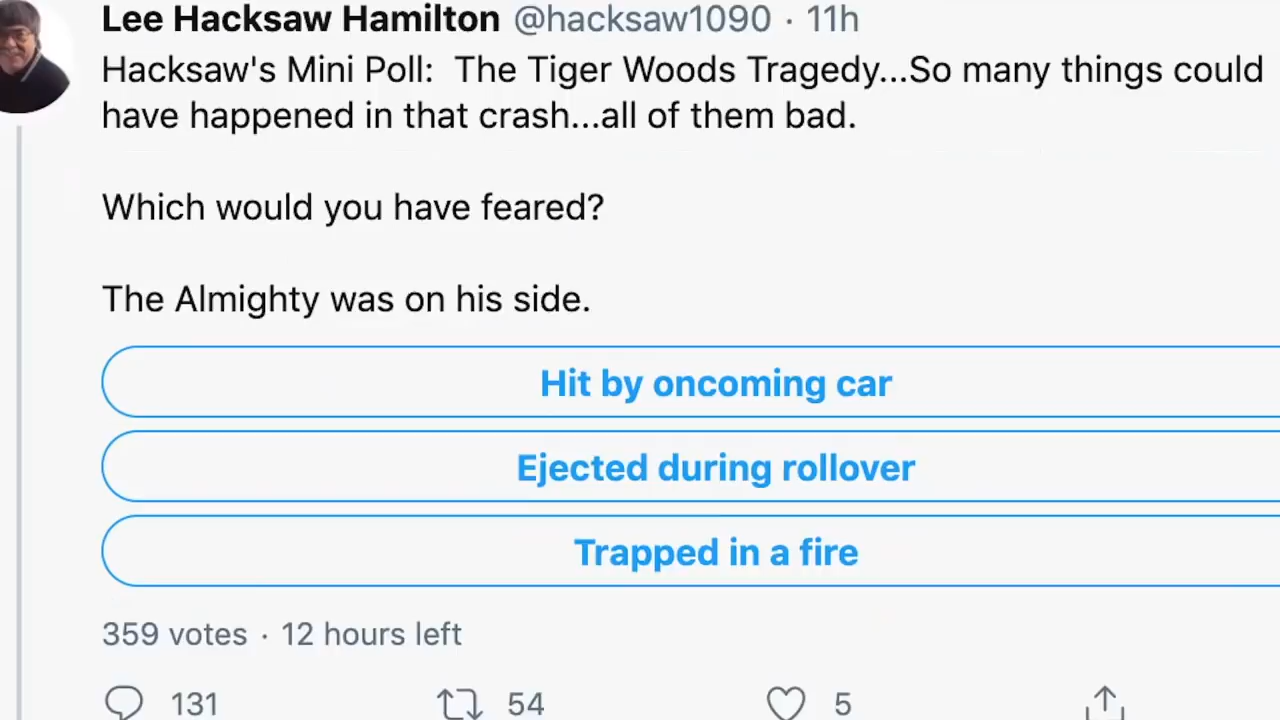 Lee Hacksaw Hamilton @hacksaw1090 · 11h
Hacksaw's Mini Poll:  The Tiger Woods Tragedy...So many things could
have happened in that crash...all of them bad.
Which would you have feared?
The Almighty was on his side.
Hit by oncoming car
Ejected during rollover
Trapped in a fire
359 votes · 12 hours left
131 54 5